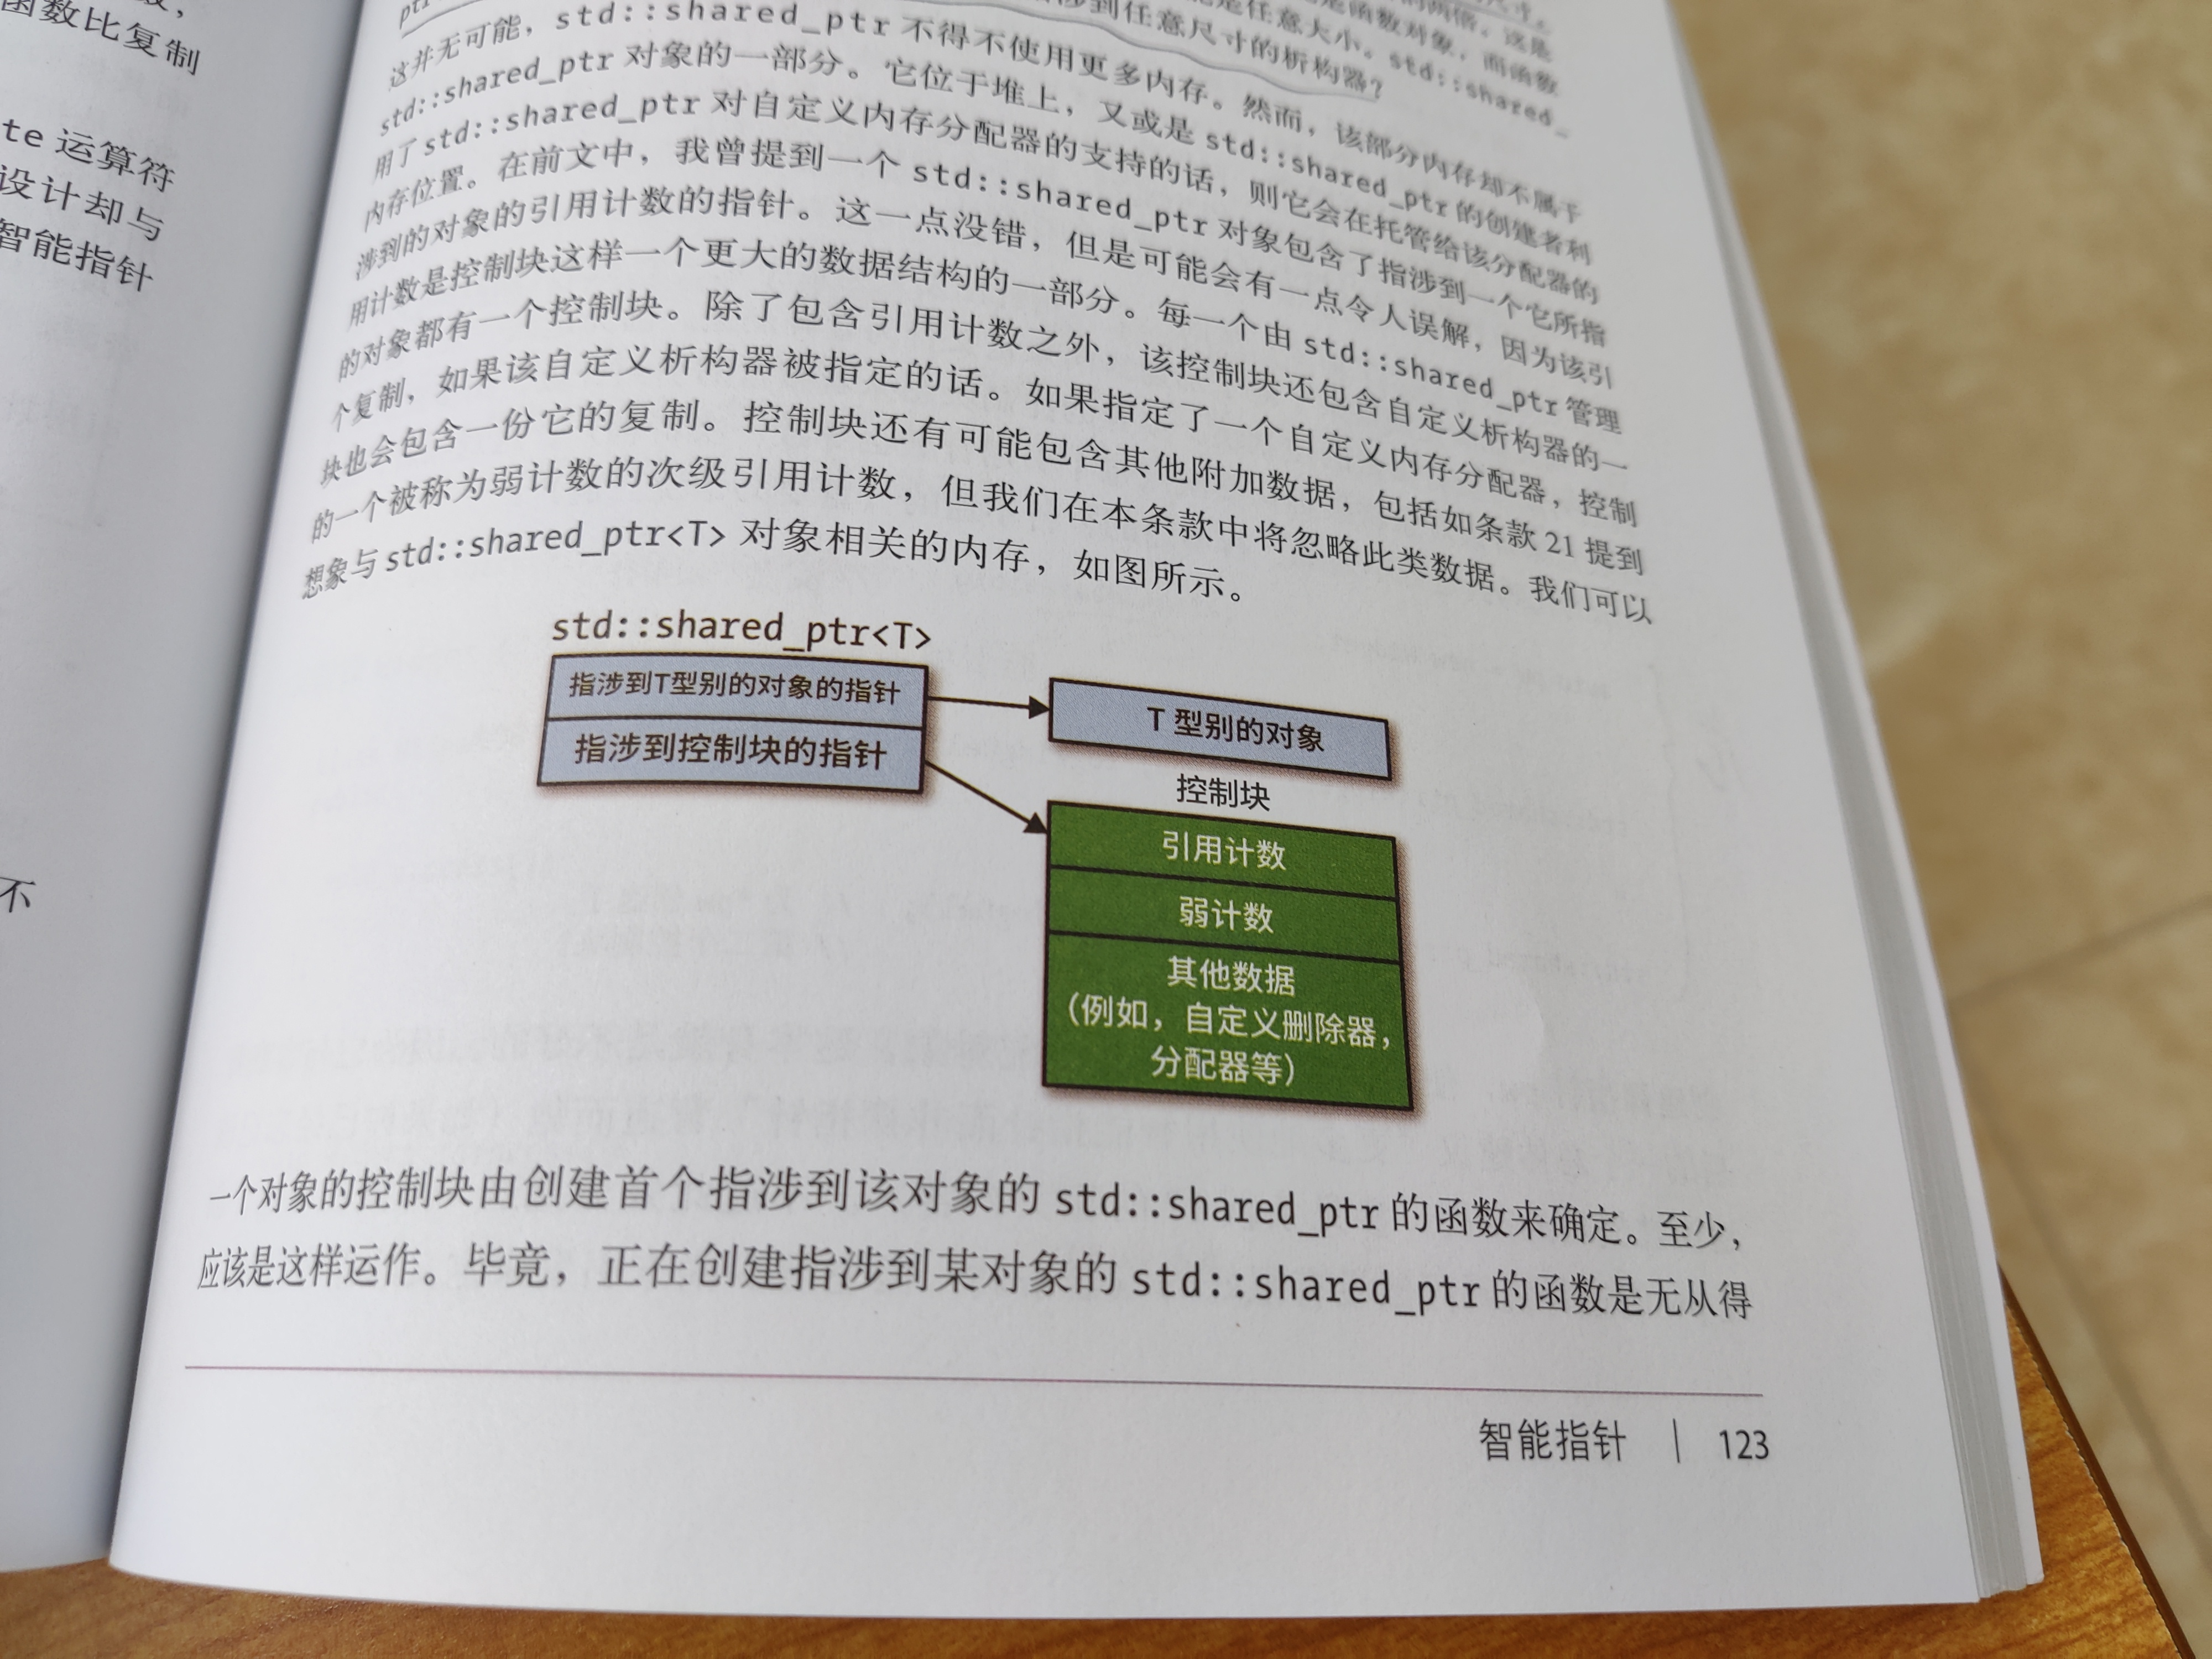 数，
函数比复制
te 运算符
设计却与
智能指针
不
涉到任意尺寸的析构器？
这并无可能，std::shared_ptr 不得不使用更多内存。然而，该部分内存却不属于
std::shared_ptr 对象的一部分。它位于堆上，又或是 std::shared_ptr 的创建者利
用了 std::shared_ptr 对自定义内存分配器的支持的话，则它会在托管给该分配器的
内存位置。在前文中，我曾提到一个 std::shared_ptr 对象包含了指涉到一个它所指
涉到的对象的引用计数的指针。这一点没错，但是可能会有一点令人误解，因为该引
用计数是控制块这样一个更大的数据结构的一部分。每一个由 std::shared_ptr 管理
的对象都有一个控制块。除了包含引用计数之外，该控制块还包含自定义析构器的一
个复制，如果该自定义析构器被指定的话。如果指定了一个自定义内存分配器，控制
块也会包含一份它的复制。控制块还有可能包含其他附加数据，包括如条款 21 提到
的一个被称为弱计数的次级引用计数，但我们在本条款中将忽略此类数据。我们可以
想象与 std::shared_ptr<T> 对象相关的内存，如图所示。
std::shared_ptr<T>
指涉到T型别的对象的指针
指涉到控制块的指针
T 型别的对象
控制块
引用计数
弱计数
其他数据
（例如，自定义删除器，
分配器等）
一个对象的控制块由创建首个指涉到该对象的 std::shared_ptr 的函数来确定。至少，
应该是这样运作。毕竟，正在创建指涉到某对象的 std::shared_ptr 的函数是无从得
智能指针 | 123